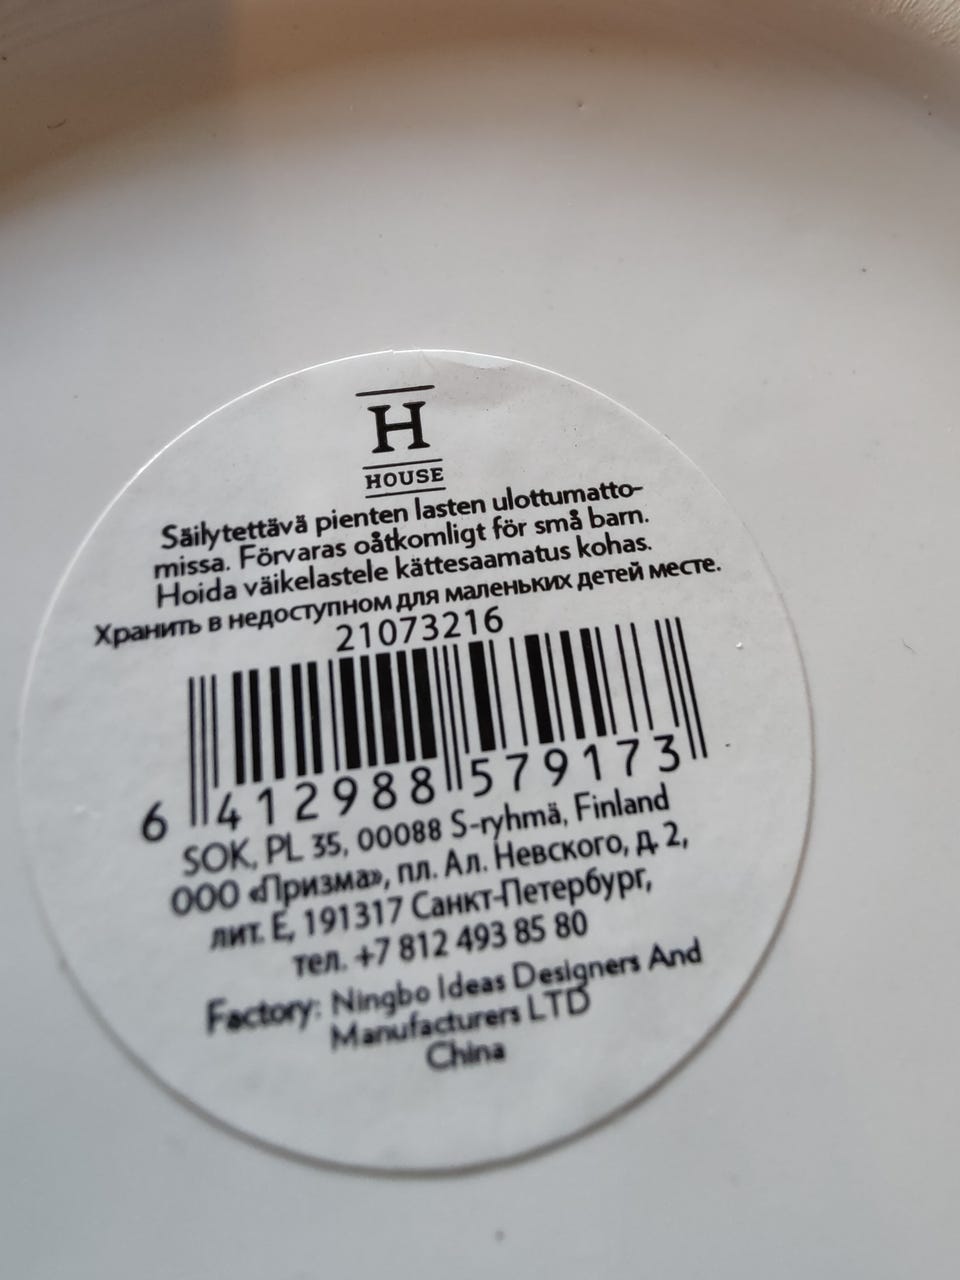 H
HOUSE
Säilytettävä pienten lasten ulottumatto-
missa. Förvaras oåtkomligt för små barn.
Hoida väikelastele kättesaamatus kohas.
Хранить в недоступном для маленьких детей месте.
21073216
6 412988 579173
SOK, PL 35, 00088 S-ryhmä, Finland
ООО «Призма», пл. Ал. Невского, д. 2,
лит. Е, 191317 Санкт-Петербург,
тел. +7 812 493 85 80
Factory: Ningbo Ideas Designers And
Manufacturers LTD
China